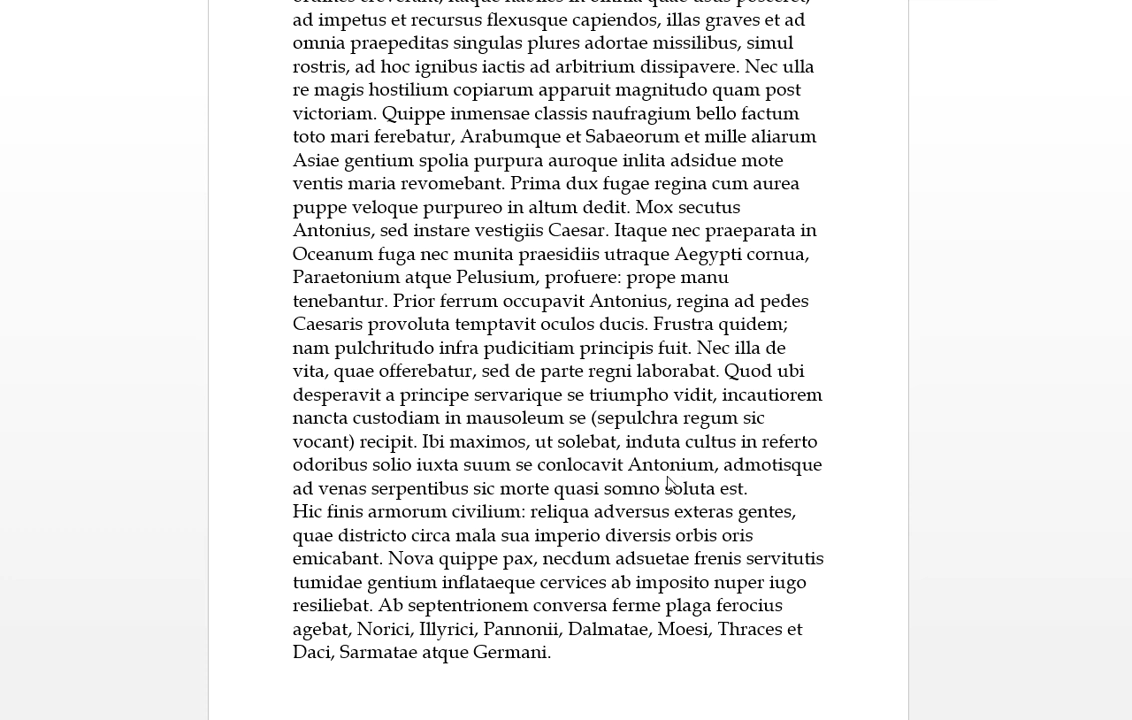 ordines creverant, itaque habiles in omnia quae usus posceret,
ad impetus et recursus flexusque capiendos, illas graves et ad
omnia praepeditas singulas plures adortae missilibus, simul
rostris, ad hoc ignibus iactis ad arbitrium dissipavere. Nec ulla
re magis hostilium copiarum apparuit magnitudo quam post
victoriam. Quippe inmensae classis naufragium bello factum
toto mari ferebatur, Arabumque et Sabaeorum et mille aliarum
Asiae gentium spolia purpura auroque inlita adsidue mote
ventis maria revomebant. Prima dux fugae regina cum aurea
puppe veloque purpureo in altum dedit. Mox secutus
Antonius, sed instare vestigiis Caesar. Itaque nec praeparata in
Oceanum fuga nec munita praesidiis utraque Aegypti cornua,
Paraetonium atque Pelusium, profuere: prope manu
tenebantur. Prior ferrum occupavit Antonius, regina ad pedes
Caesaris provoluta temptavit oculos ducis. Frustra quidem;
nam pulchritudo infra pudicitiam principis fuit. Nec illa de
vita, quae offerebatur, sed de parte regni laborabat. Quod ubi
desperavit a principe servarique se triumpho vidit, incautiorem
nancta custodiam in mausoleum se (sepulchra regum sic
vocant) recipit. Ibi maximos, ut solebat, induta cultus in referto
odoribus solio iuxta suum se conlocavit Antonium, admotisque
ad venas serpentibus sic morte quasi somno soluta est.
Hic finis armorum civilium: reliqua adversus exteras gentes,
quae districto circa mala sua imperio diversis orbis oris
emicabant. Nova quippe pax, necdum adsuetae frenis servitutis
tumidae gentium inflataeque cervices ab imposito nuper iugo
resiliebat. Ab septentrionem conversa ferme plaga ferocius
agebat, Norici, Illyrici, Pannonii, Dalmatae, Moesi, Thraces et
Daci, Sarmatae atque Germani.